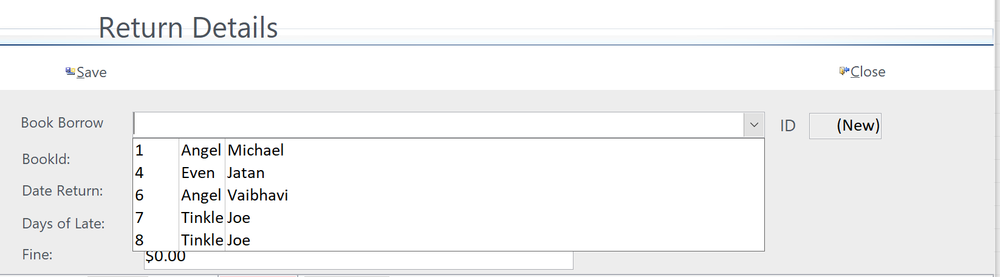 Return Details
Save Close
Book Borrow ID (New)
1 Angel Michael
BookId:
4 Even Jatan
Date Return:
6 Angel Vaibhavi
Days of Late:
7 Tinkle Joe
8 Tinkle Joe
Fine: $0.00